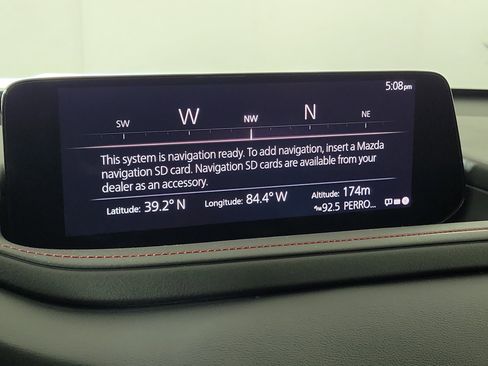 5:08pm
SW W NW N NE
This system is navigation ready. To add navigation, insert a Mazda
navigation SD card. Navigation SD cards are available from your
dealer as an accessory.
Latitude: 39.2° N Longitude: 84.4° W Altitude: 174m
92.5 PERRO...